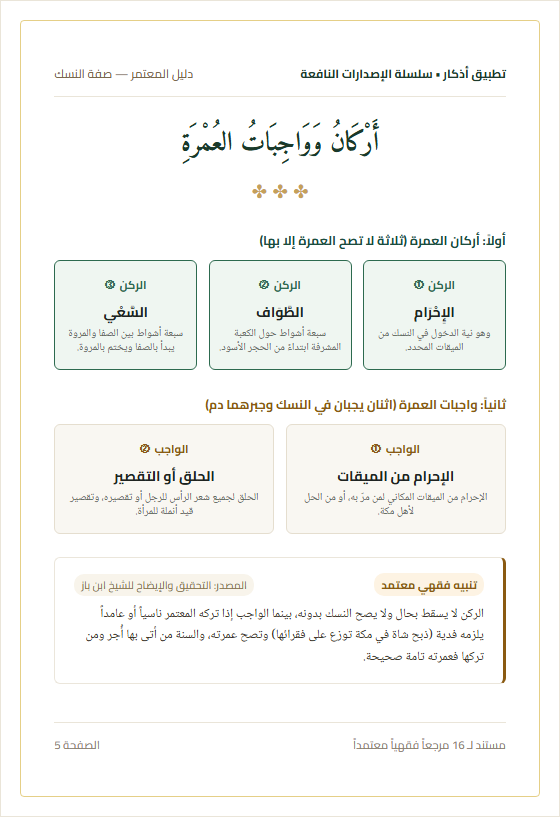 تطبيق أذكار • سلسلة الإصدارات النافعة
دليل المعتمر — صفة النسك
أَرْكَانُ وَوَاجِبَاتُ العُمْرَةِ
أولاً: أركان العمرة (ثلاثة لا تصح العمرة إلا بها)
الركن ①
الإحْرَام
وهو نية الدخول في النسك من
الميقات المحدد.
الركن ②
الطَّوَاف
سبعة أشواط حول الكعبة
المشرفة ابتداءً من الحجر الأسود.
الركن ③
السَّعْي
سبعة أشواط بين الصفا والمروة
يبدأ بالصفا ويختم بالمروة.
ثانياً: واجبات العمرة (اثنان يجبان في النسك وجبرهما دم)
الواجب ①
الإحرام من الميقات
الإحرام من الميقات المكاني لمن مرّ به، أو من الحل
لأهل مكة.
الواجب ②
الحلق أو التقصير
الحلق لجميع شعر الرأس للرجل أو تقصيره، وتقصير
قيد أنملة للمرأة.
تنبيه فقهي معتمد
المصدر: التحقيق والإيضاح للشيخ ابن باز
الركن لا يسقط بحال ولا يصح النسك بدونه، بينما الواجب إذا تركه المعتمر ناسياً أو عامداً
يلزمه فدية (ذبح شاة في مكة توزع على فقرائها) وتصح عمرته، والسنة من أتى بها أُجر ومن
تركها فعمرته تامة صحيحة.
مستند لـ 16 مرجعاً فقهياً معتمداً
الصفحة 5